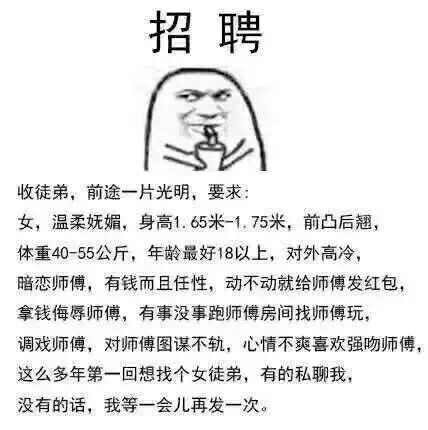 招 聘
收徒弟，前途一片光明，要求：
女，温柔妩媚，身高1.65米-1.75米，前凸后翘，
体重40-55公斤，年龄最好18以上，对外高冷，
暗恋师傅，有钱而且任性，动不动就给师傅发红包，
拿钱侮辱师傅，有事没事跑师傅房间找师傅玩，
调戏师傅，对师傅图谋不轨，心情不爽喜欢强吻师傅，
这么多年第一回想找个女徒弟，有的私聊我，
没有的话，我等一会儿再发一次。